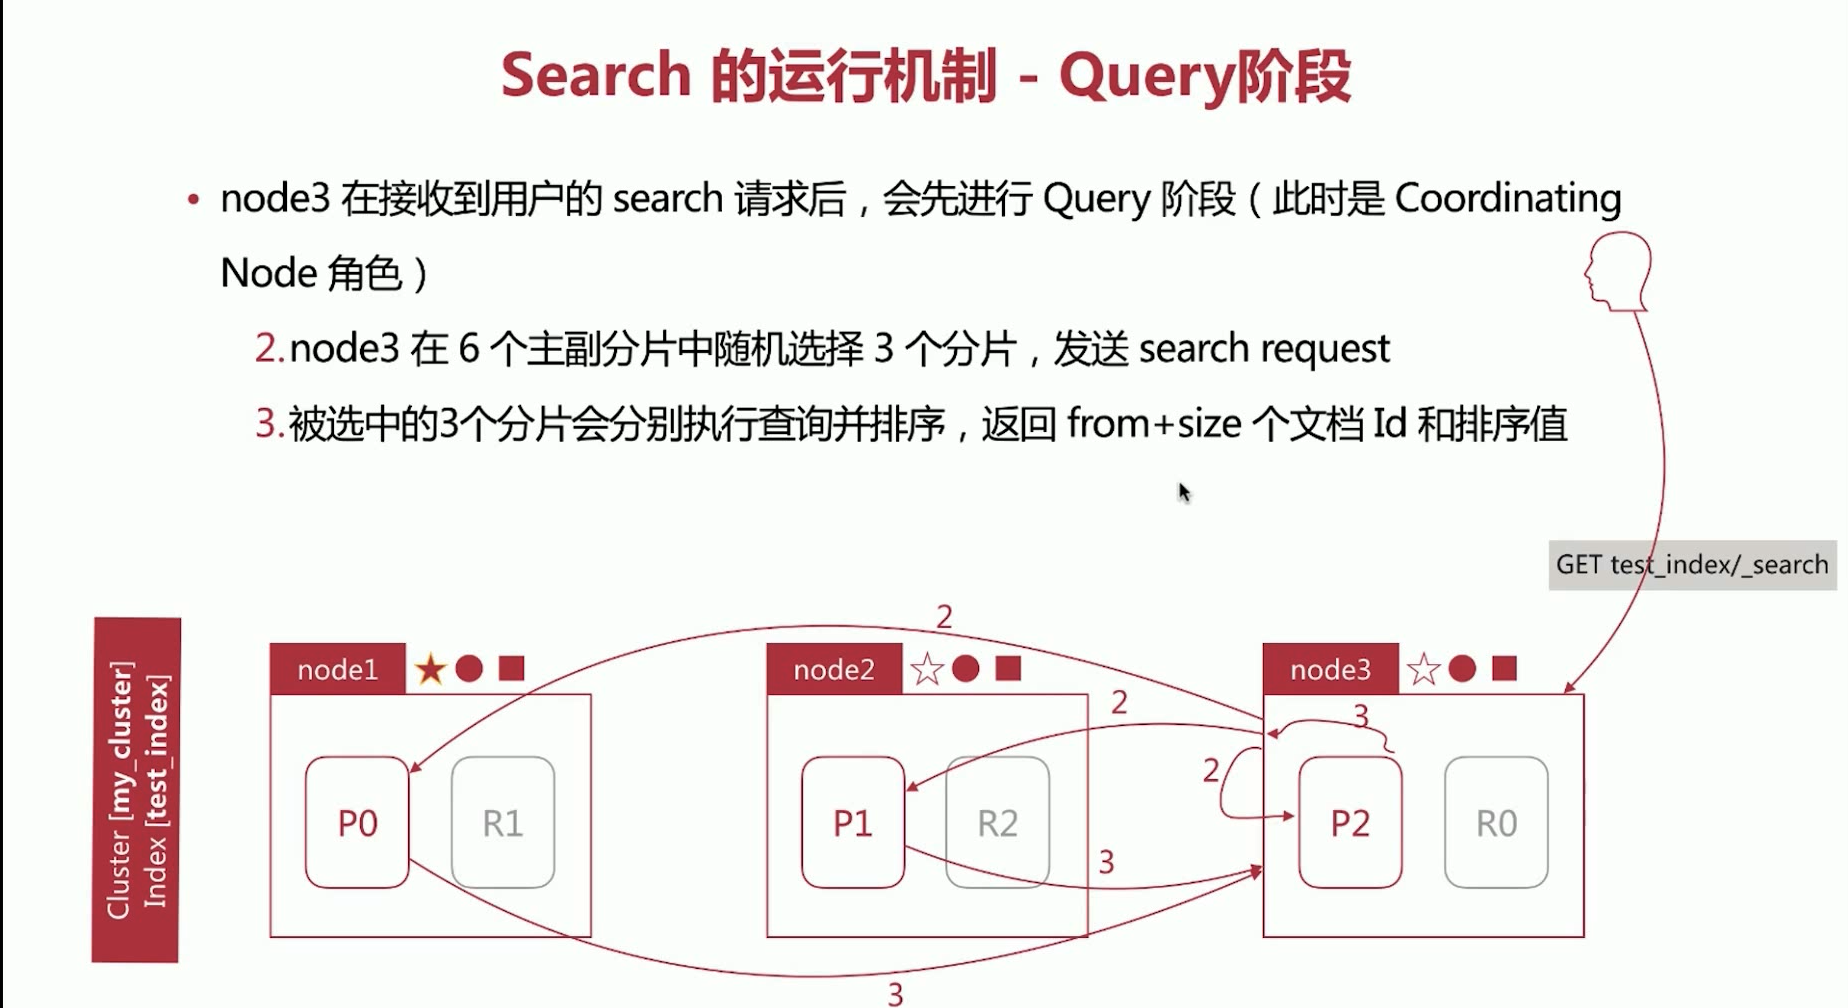 Search 的运行机制 - Query阶段
• node3 在接收到用户的 search 请求后，会先进行 Query 阶段（此时是 Coordinating
Node 角色）
2.node3 在 6 个主副分片中随机选择 3 个分片，发送 search request
3.被选中的3个分片会分别执行查询并排序，返回 from+size 个文档 Id 和排序值
GET test_index/_search
Cluster [my_cluster]
Index [test_index]
2
node1
node2
node3
2
3
2
P0
R1
P1
R2
P2
R0
3
3